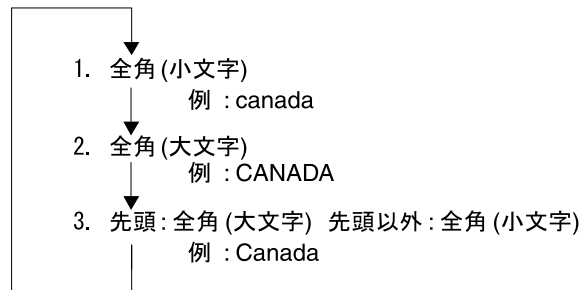 1. 全角(小文字)
例 : canada
2. 全角(大文字)
例 : CANADA
3. 先頭 : 全角(大文字) 先頭以外 : 全角(小文字)
例 : Canada